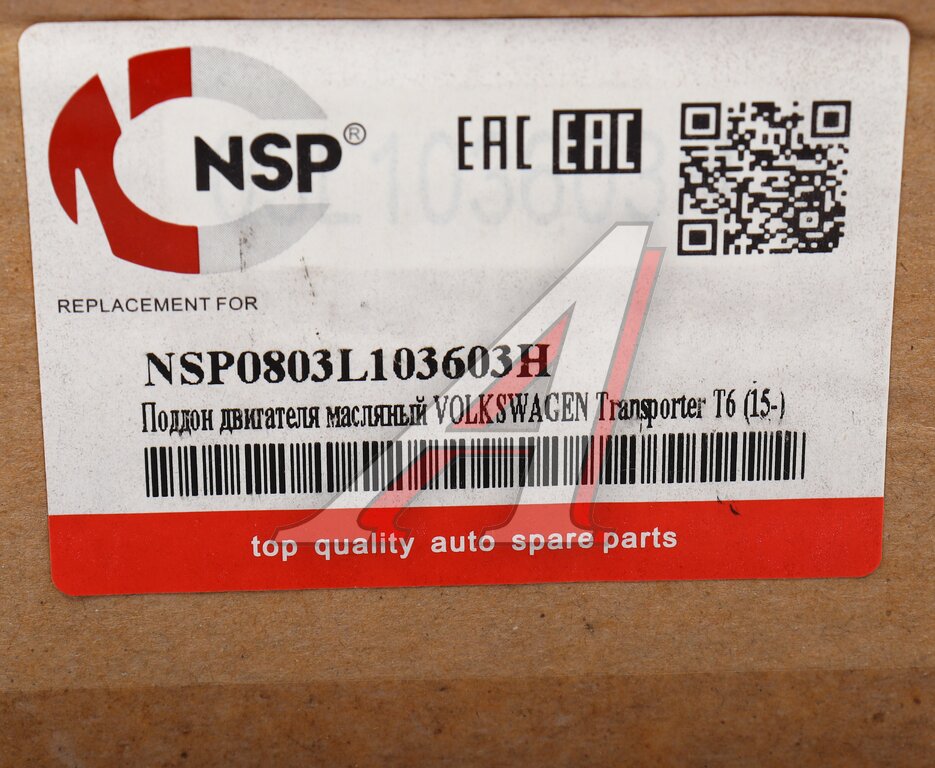 NSP®
EAC EAC
REPLACEMENT FOR
NSP0803L103603H
Поддон двигателя масляный VOLKSWAGEN Transporter T6 (15-)
top quality auto spare parts